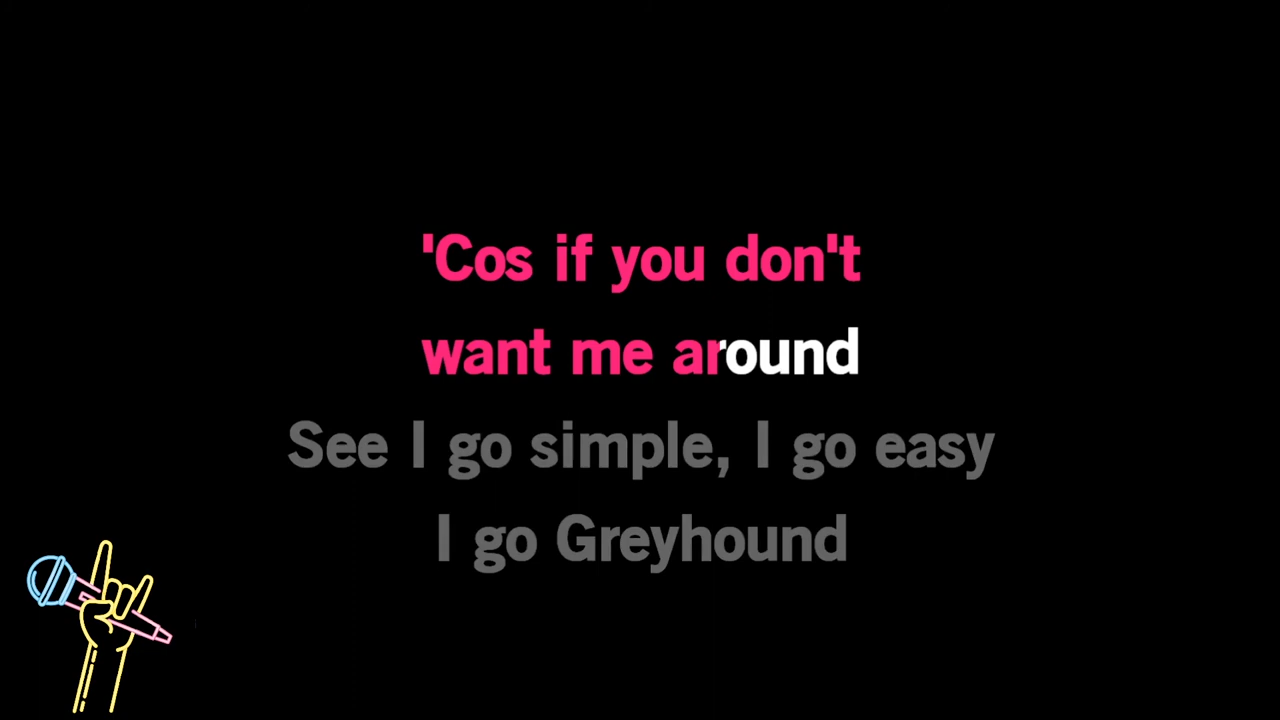 'Cos if you don't
want me around
See I go simple, I go easy
I go Greyhound